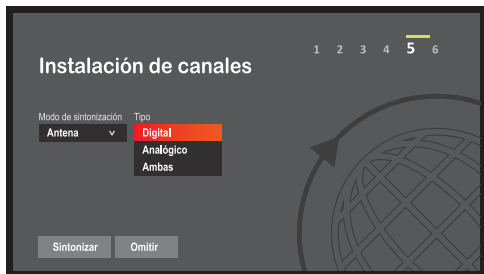 1 2 3 4 5 6
Instalación de canales
Modo de sintonización Tipo
Antena Digital
Analógico
Ambas
Sintonizar Omitir